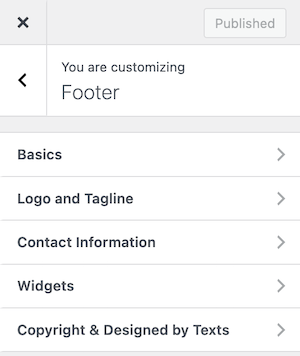 Published
You are customizing
Footer
Basics
Logo and Tagline
Contact Information
Widgets
Copyright & Designed by Texts